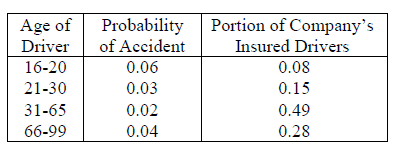 Age of Driver Probability of Accident Portion of Company's Insured Drivers
16-20 0.06 0.08
21-30 0.03 0.15
31-65 0.02 0.49
66-99 0.04 0.28